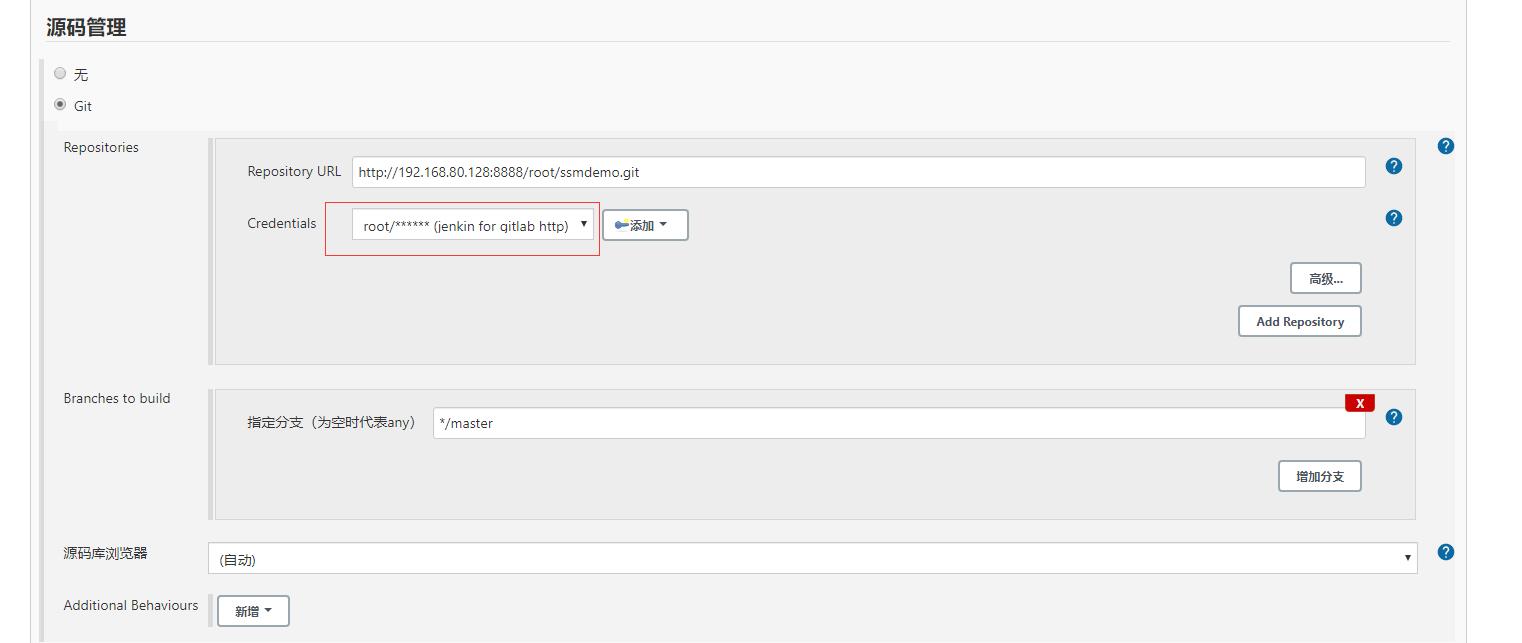 源码管理
无
Git
Repositories
Repository URL http://192.168.80.128:8888/root/ssmdemo.git
Credentials root/****** (jenkin for gitlab http) 添加
高级...
Add Repository
Branches to build
X
指定分支（为空时代表any） */master
增加分支
源码库浏览器 (自动)
Additional Behaviours 新增